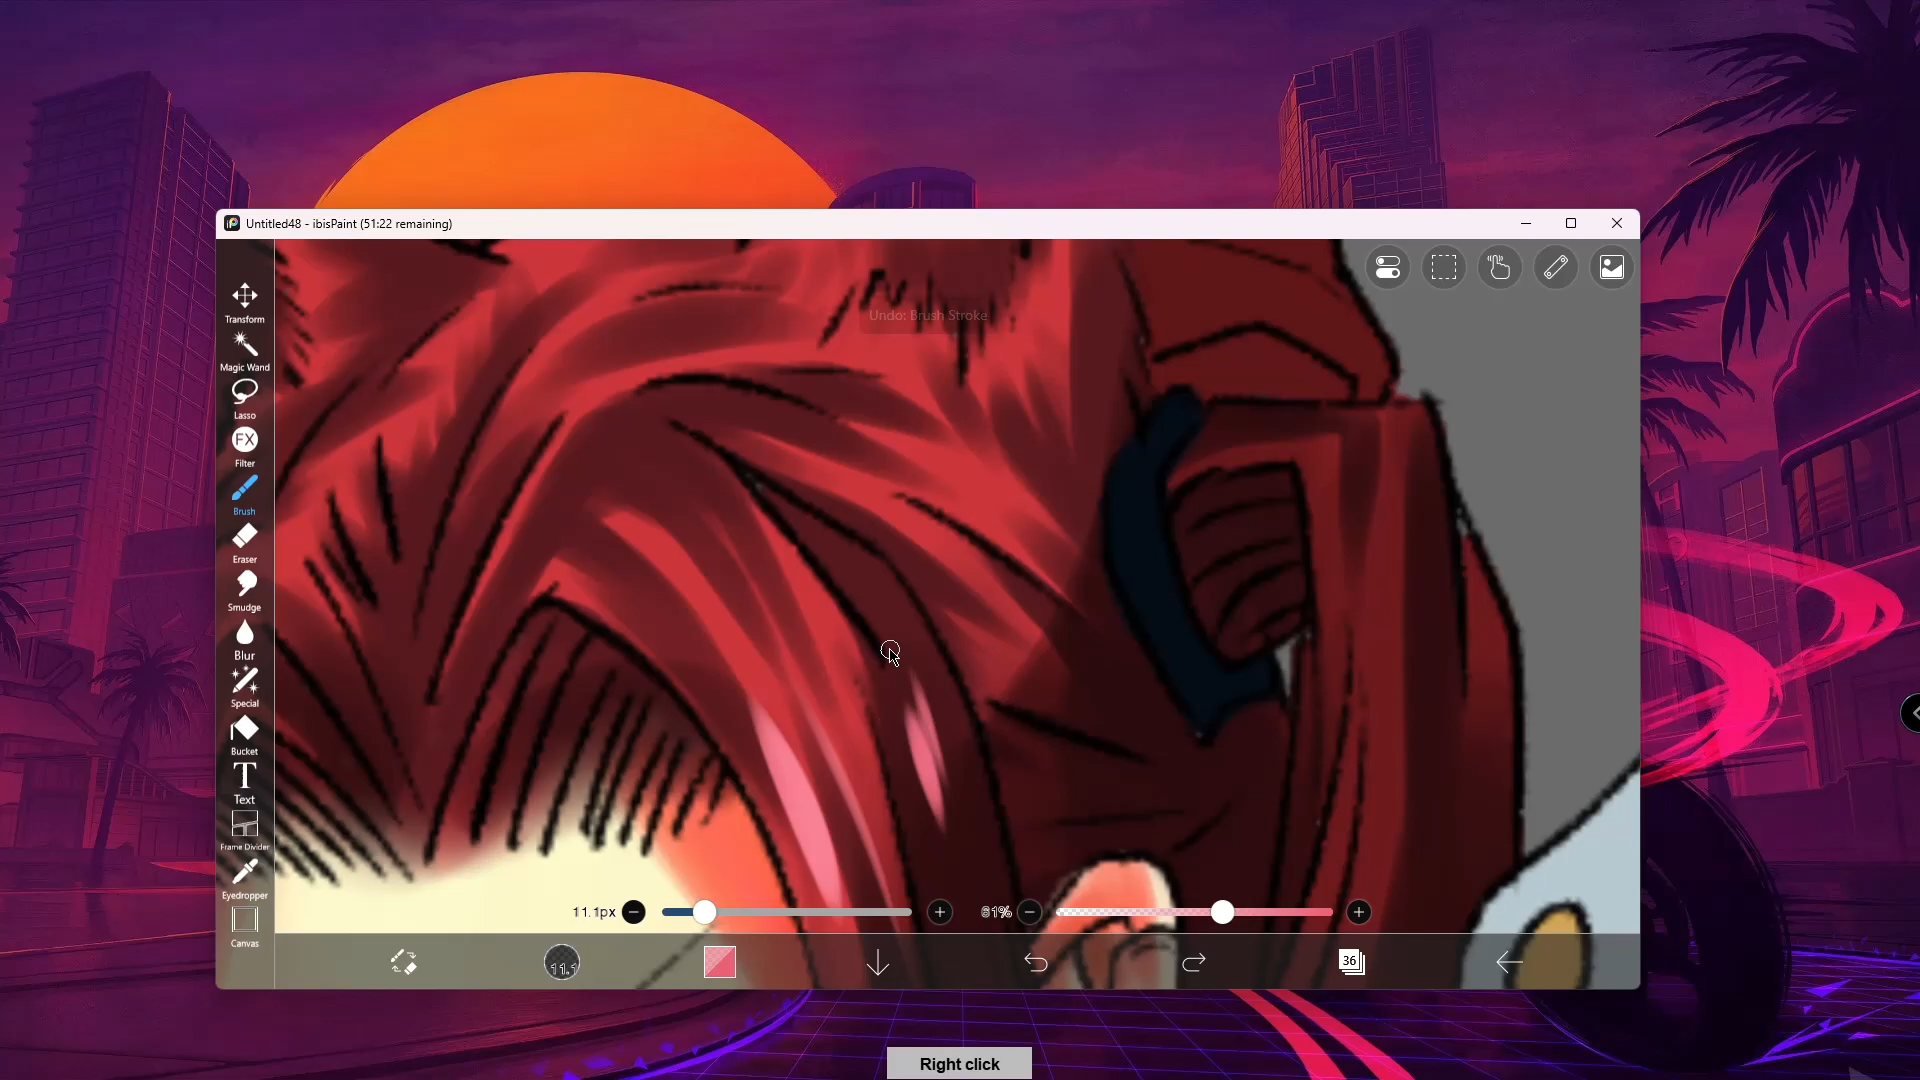 Untitled48 - ibisPaint (51:22 remaining)
Undo: Brush Stroke
Transform
Magic Wand
Lasso
FX
Filter
Brush
Eraser
Smudge
Blur
Special
Bucket
T
Text
Frame Divider
Eyedropper
Canvas
11.1px
61%
11.1
36
Right click